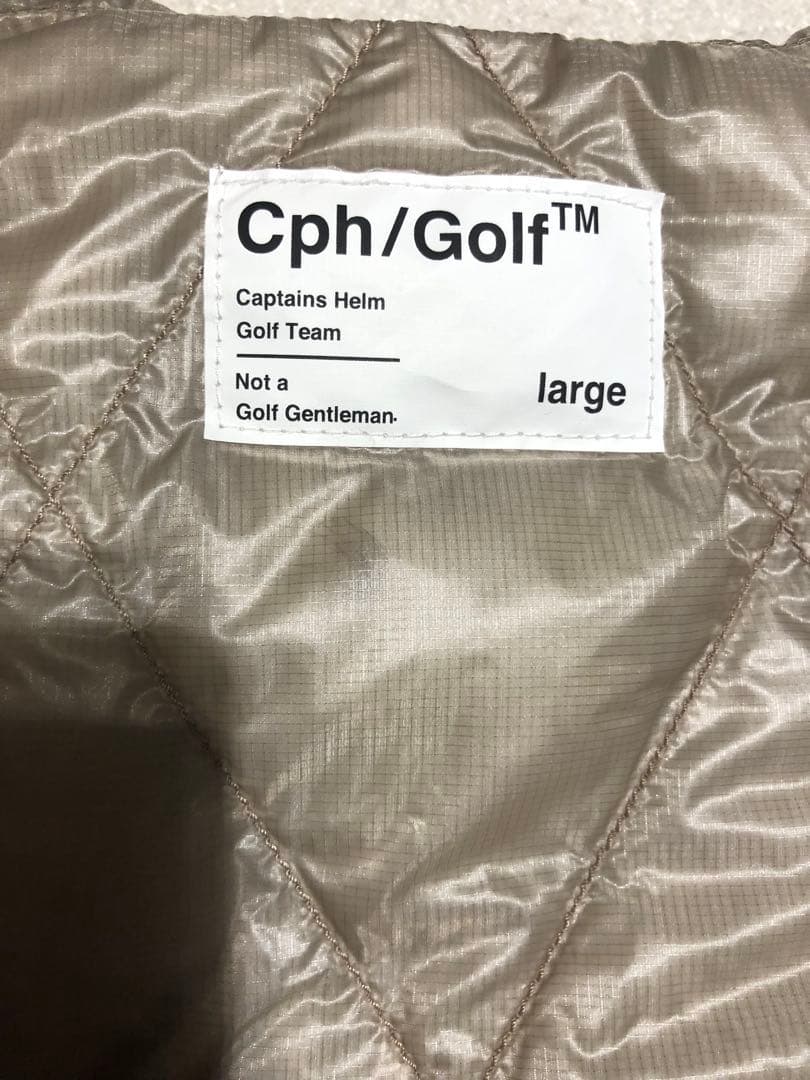 Cph/Golf™
Captains Helm
Golf Team
Not a
Golf Gentleman.
large